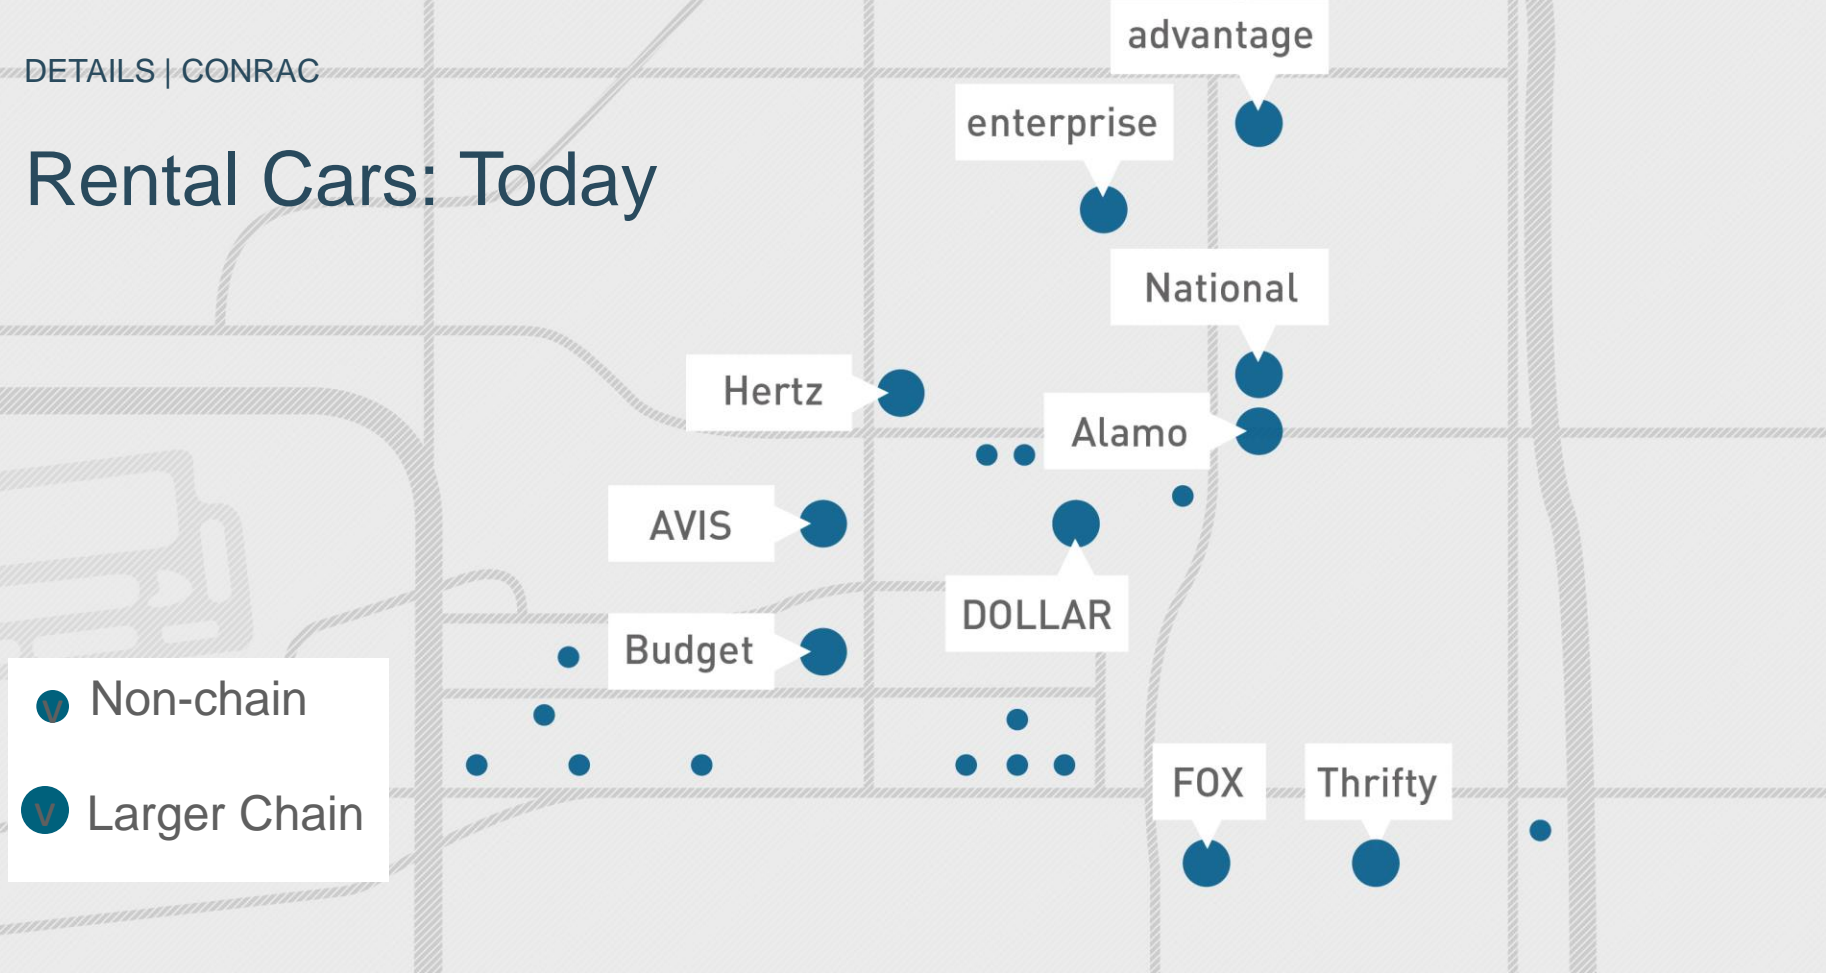 DETAILS | CONRAC
Rental Cars: Today
advantage
enterprise
National
Hertz
Alamo
AVIS
DOLLAR
Budget
FOX
Thrifty
v Non-chain
v Larger Chain